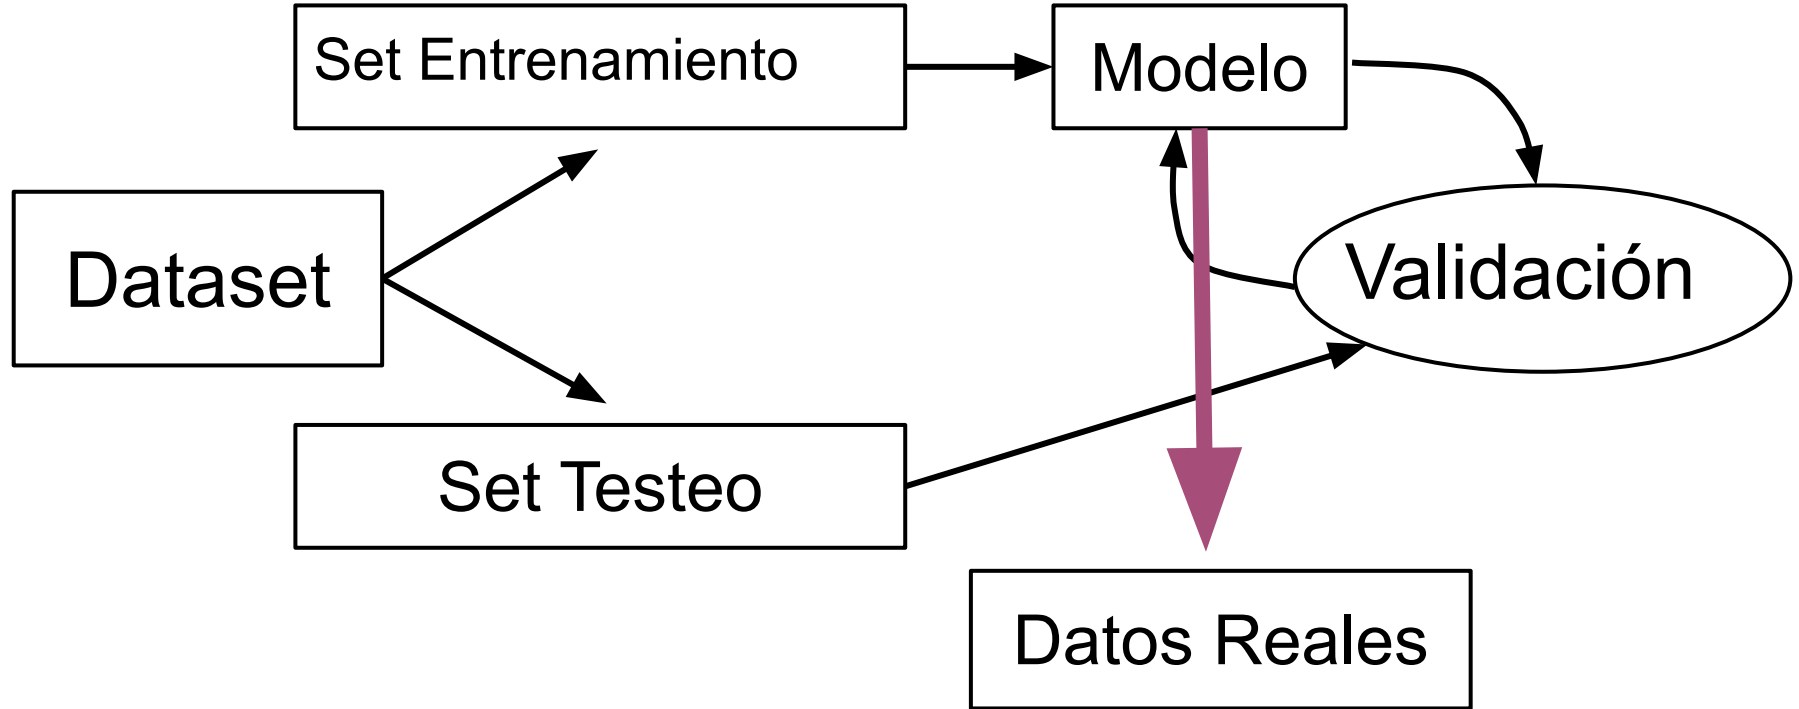 Set Entrenamiento
Modelo
Dataset
Validación
Set Testeo
Datos Reales